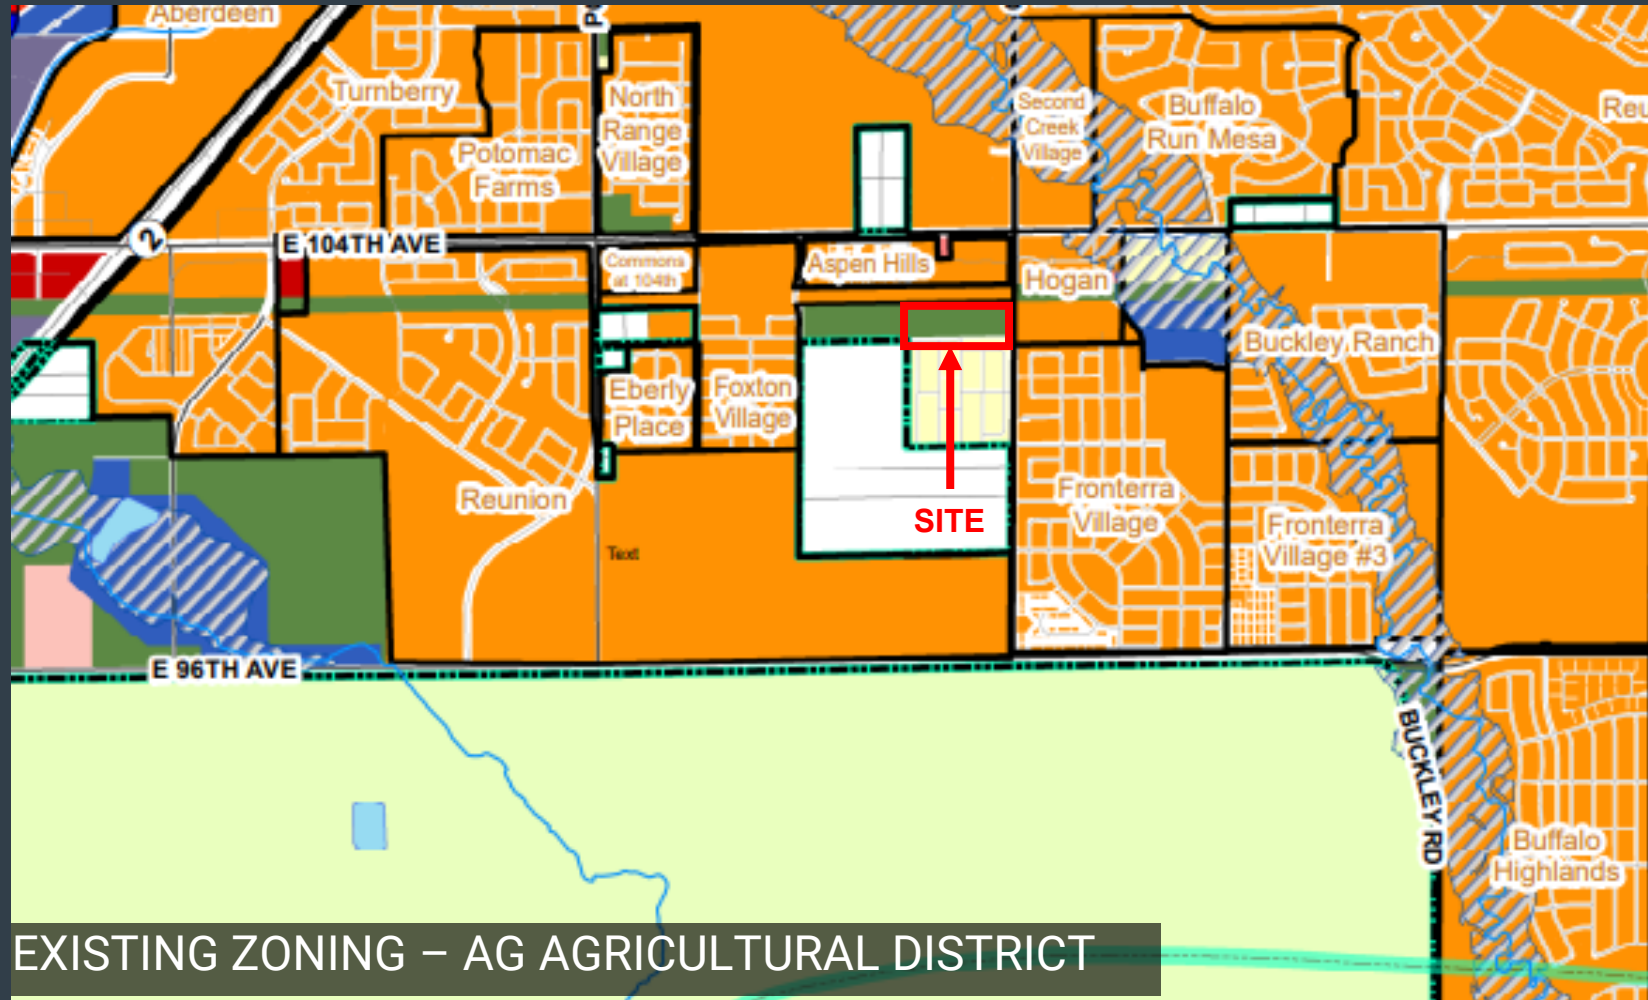 Aberdeen
Turnberry
North
Range
Village
Potomac
Farms
Second
Creek
Village
Buffalo
Run Mesa
Reu
2
E 104TH AVE
Commons
at 104th
Aspen Hills
Hogan
Buckley Ranch
Eberly
Place
Foxton
Village
Reunion
SITE
Fronterra
Village
Fronterra
Village #3
Text
E 96TH AVE
BUCKLEY RD
Buffalo
Highlands
EXISTING ZONING – AG AGRICULTURAL DISTRICT